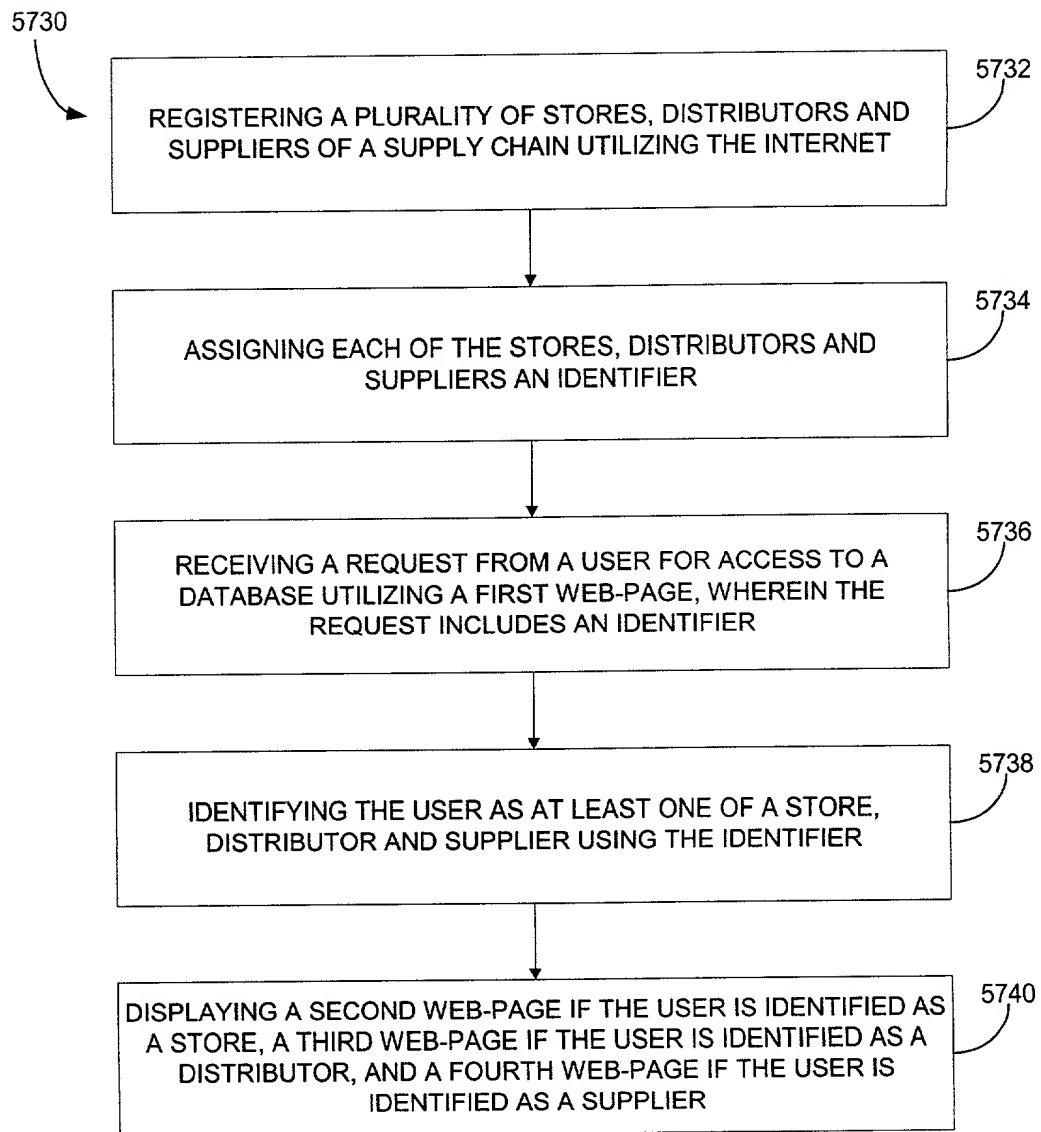 5730
5732
REGISTERING A PLURALITY OF STORES, DISTRIBUTORS AND
SUPPLIERS OF A SUPPLY CHAIN UTILIZING THE INTERNET
5734
ASSIGNING EACH OF THE STORES, DISTRIBUTORS AND
SUPPLIERS AN IDENTIFIER
5736
RECEIVING A REQUEST FROM A USER FOR ACCESS TO A
DATABASE UTILIZING A FIRST WEB-PAGE, WHEREIN THE
REQUEST INCLUDES AN IDENTIFIER
5738
IDENTIFYING THE USER AS AT LEAST ONE OF A STORE,
DISTRIBUTOR AND SUPPLIER USING THE IDENTIFIER
5740
DISPLAYING A SECOND WEB-PAGE IF THE USER IS IDENTIFIED AS
A STORE, A THIRD WEB-PAGE IF THE USER IS IDENTIFIED AS A
DISTRIBUTOR, AND A FOURTH WEB-PAGE IF THE USER IS
IDENTIFIED AS A SUPPLIER